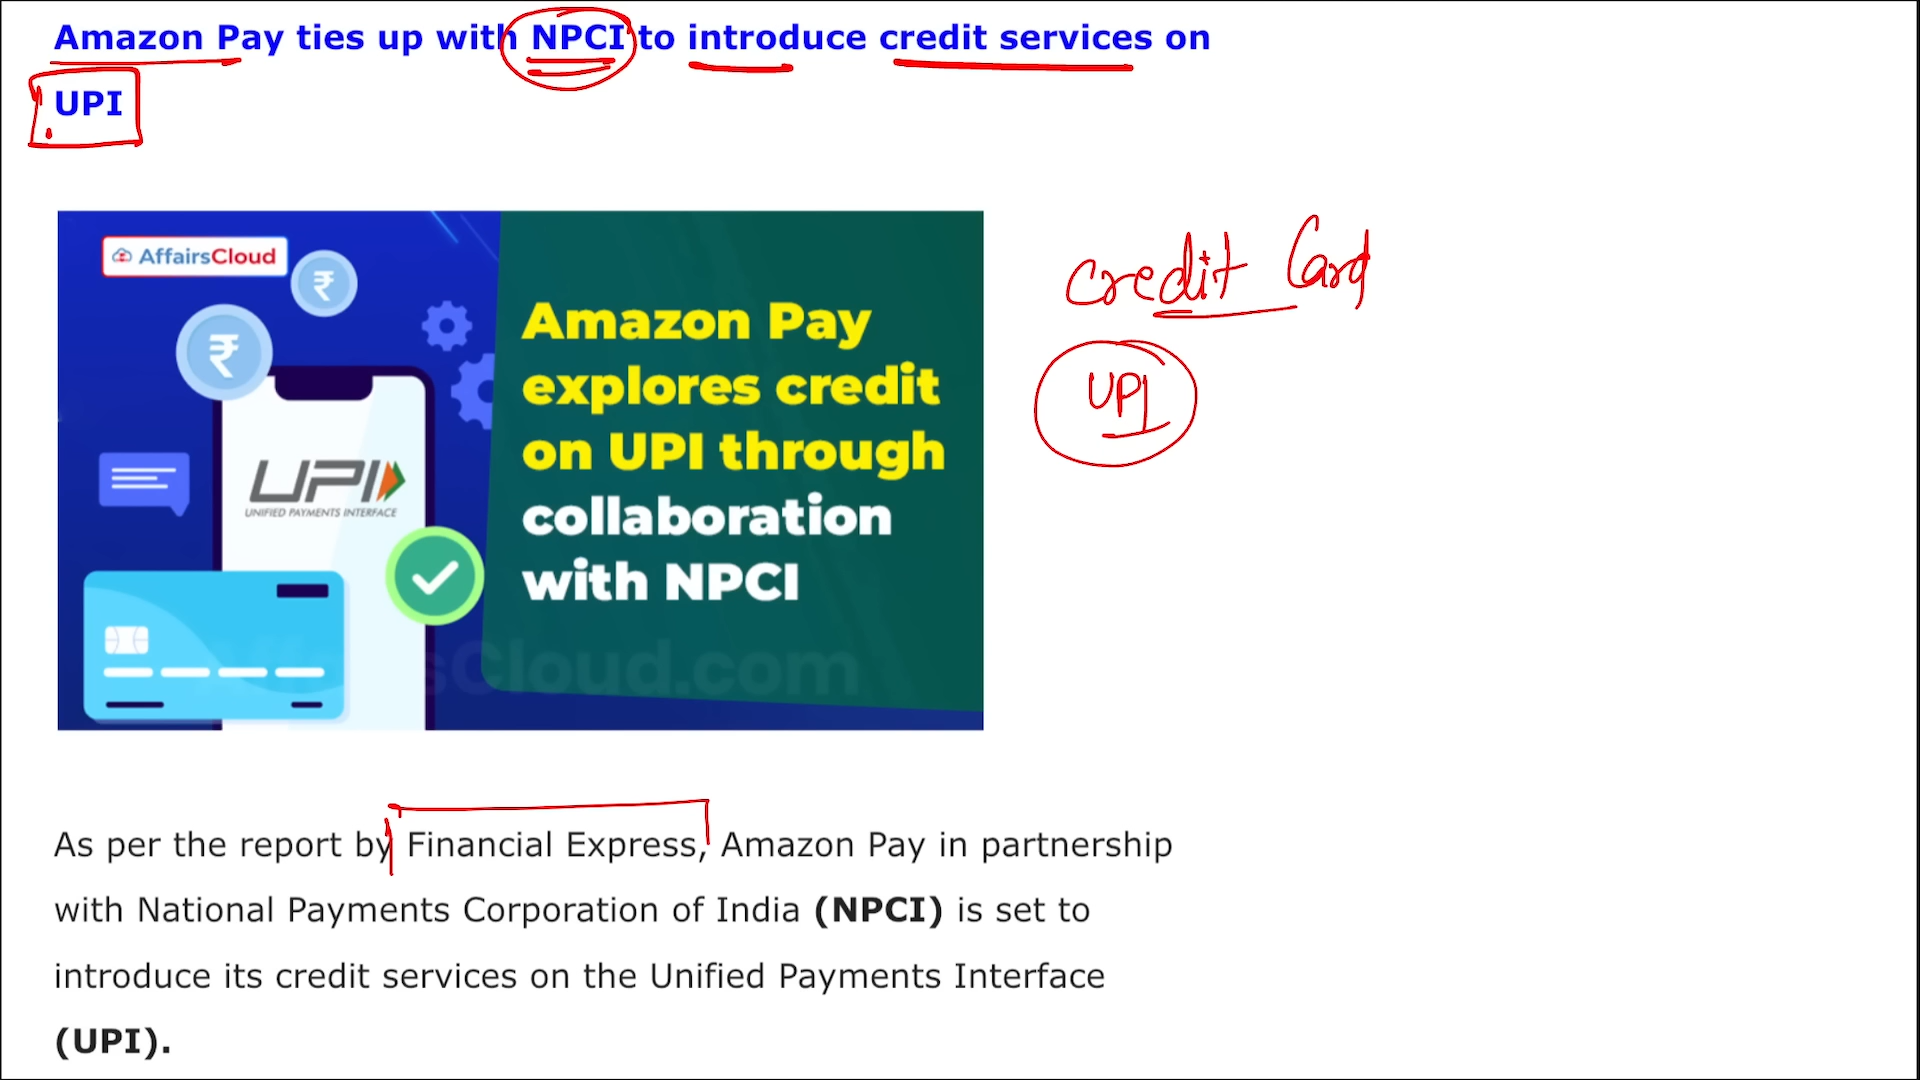 Amazon Pay ties up with NPCI to introduce credit services on
UPI
AffairsCloud
₹
₹
Amazon Pay
explores credit
on UPI through
collaboration
with NPCI
UPI
UNIFIED PAYMENTS INTERFACE
AffairsCloud.com
Credit Card
UPI
As per the report by Financial Express, Amazon Pay in partnership
with National Payments Corporation of India (NPCI) is set to
introduce its credit services on the Unified Payments Interface
(UPI).